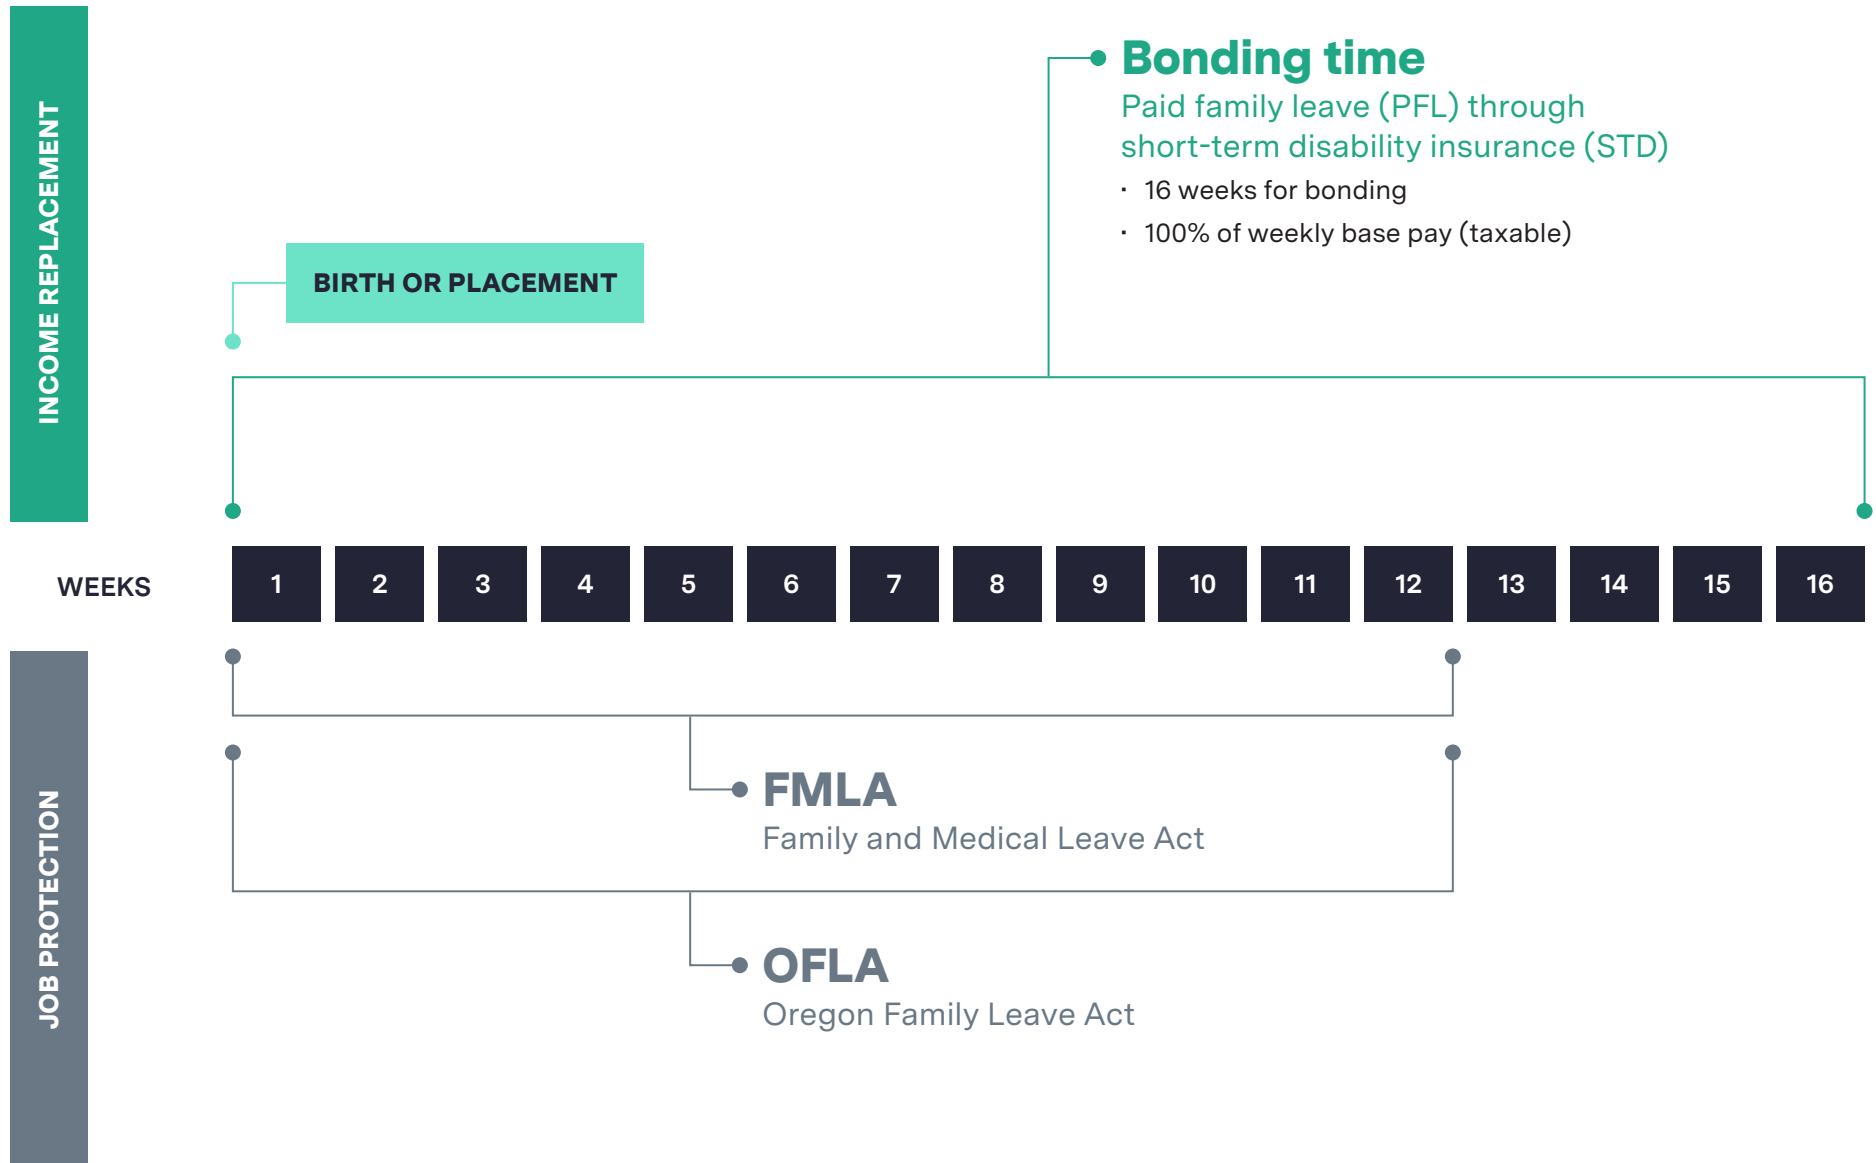 INCOME REPLACEMENT
Bonding time
Paid family leave (PFL) through
short-term disability insurance (STD)
· 16 weeks for bonding
· 100% of weekly base pay (taxable)
BIRTH OR PLACEMENT
WEEKS 1 2 3 4 5 6 7 8 9 10 11 12 13 14 15 16
JOB PROTECTION
FMLA
Family and Medical Leave Act
OFLA
Oregon Family Leave Act